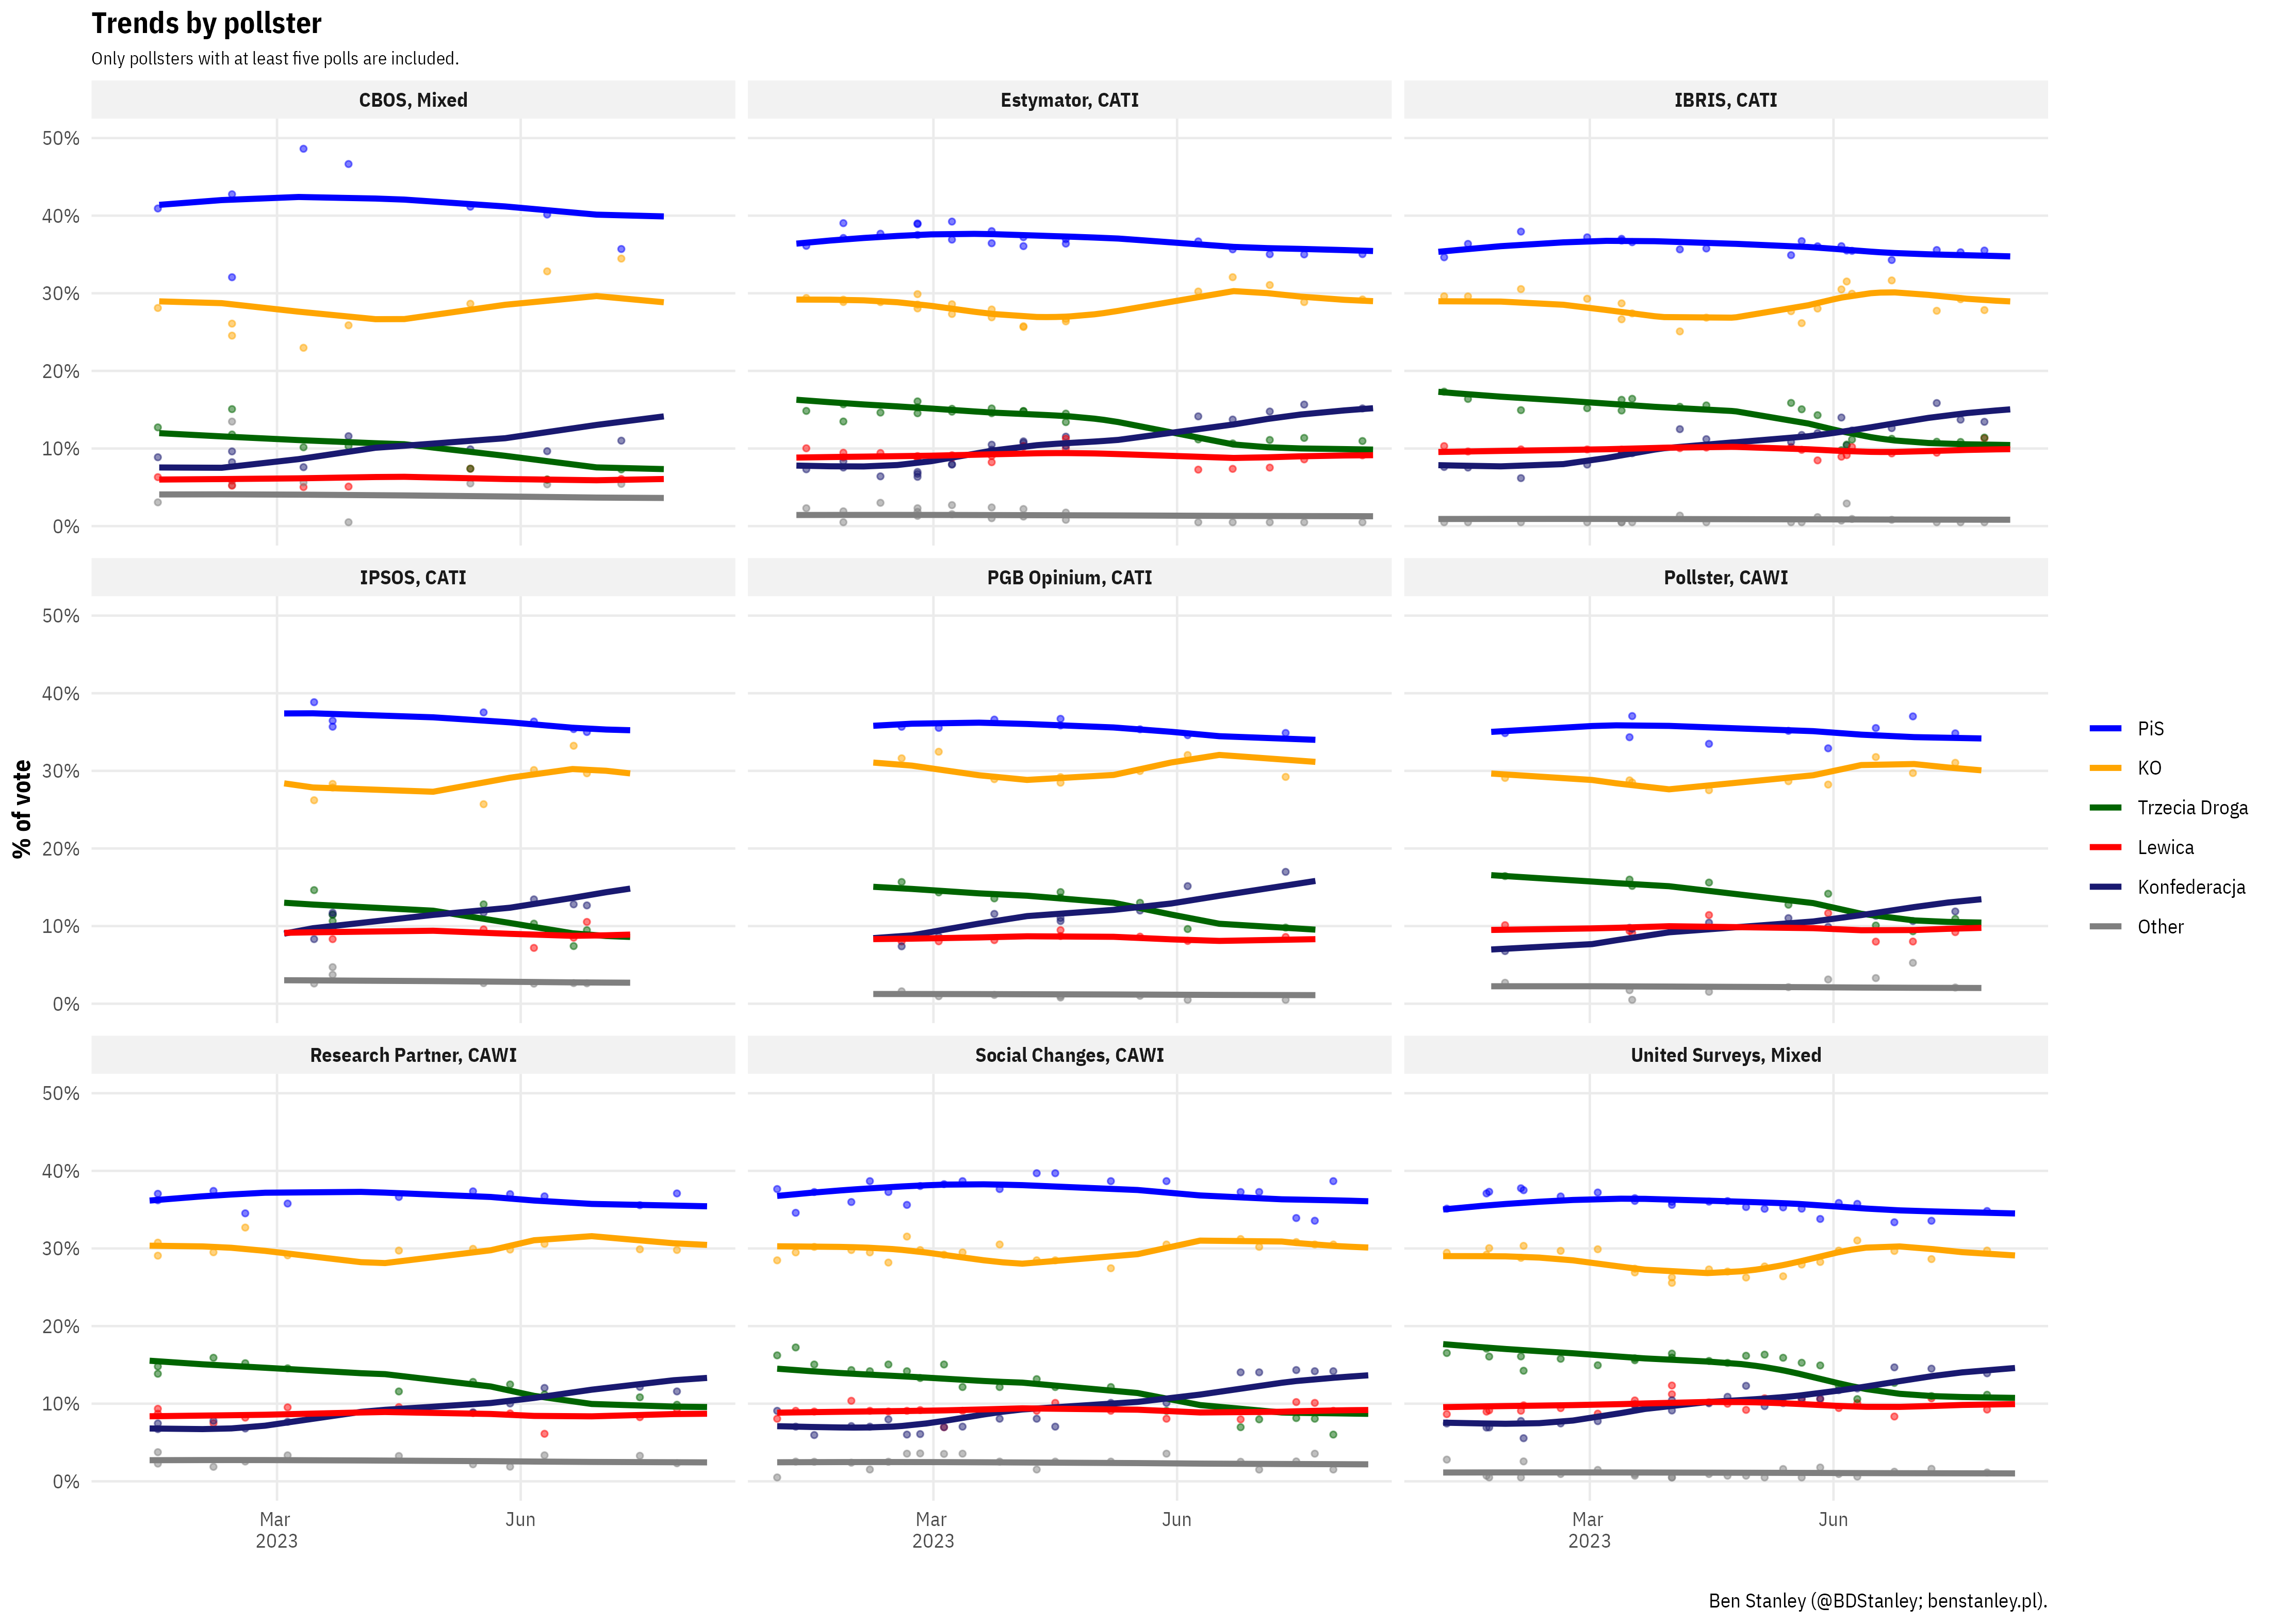 Trends by pollster
Only pollsters with at least five polls are included.
CBOS, Mixed
Estymator, CATI
IBRIS, CATI
50%
40%
30%
20%
10%
0%
IPSOS, CATI
PGB Opinium, CATI
Pollster, CAWI
50%
40%
30%
20%
10%
0%
Research Partner, CAWI
Social Changes, CAWI
United Surveys, Mixed
50%
40%
30%
20%
10%
0%
Mar
2023
Jun
Mar
2023
Jun
Mar
2023
Jun
% of vote
PiS
KO
Trzecia Droga
Lewica
Konfederacja
Other
Ben Stanley (@BDStanley; benstanley.pl).